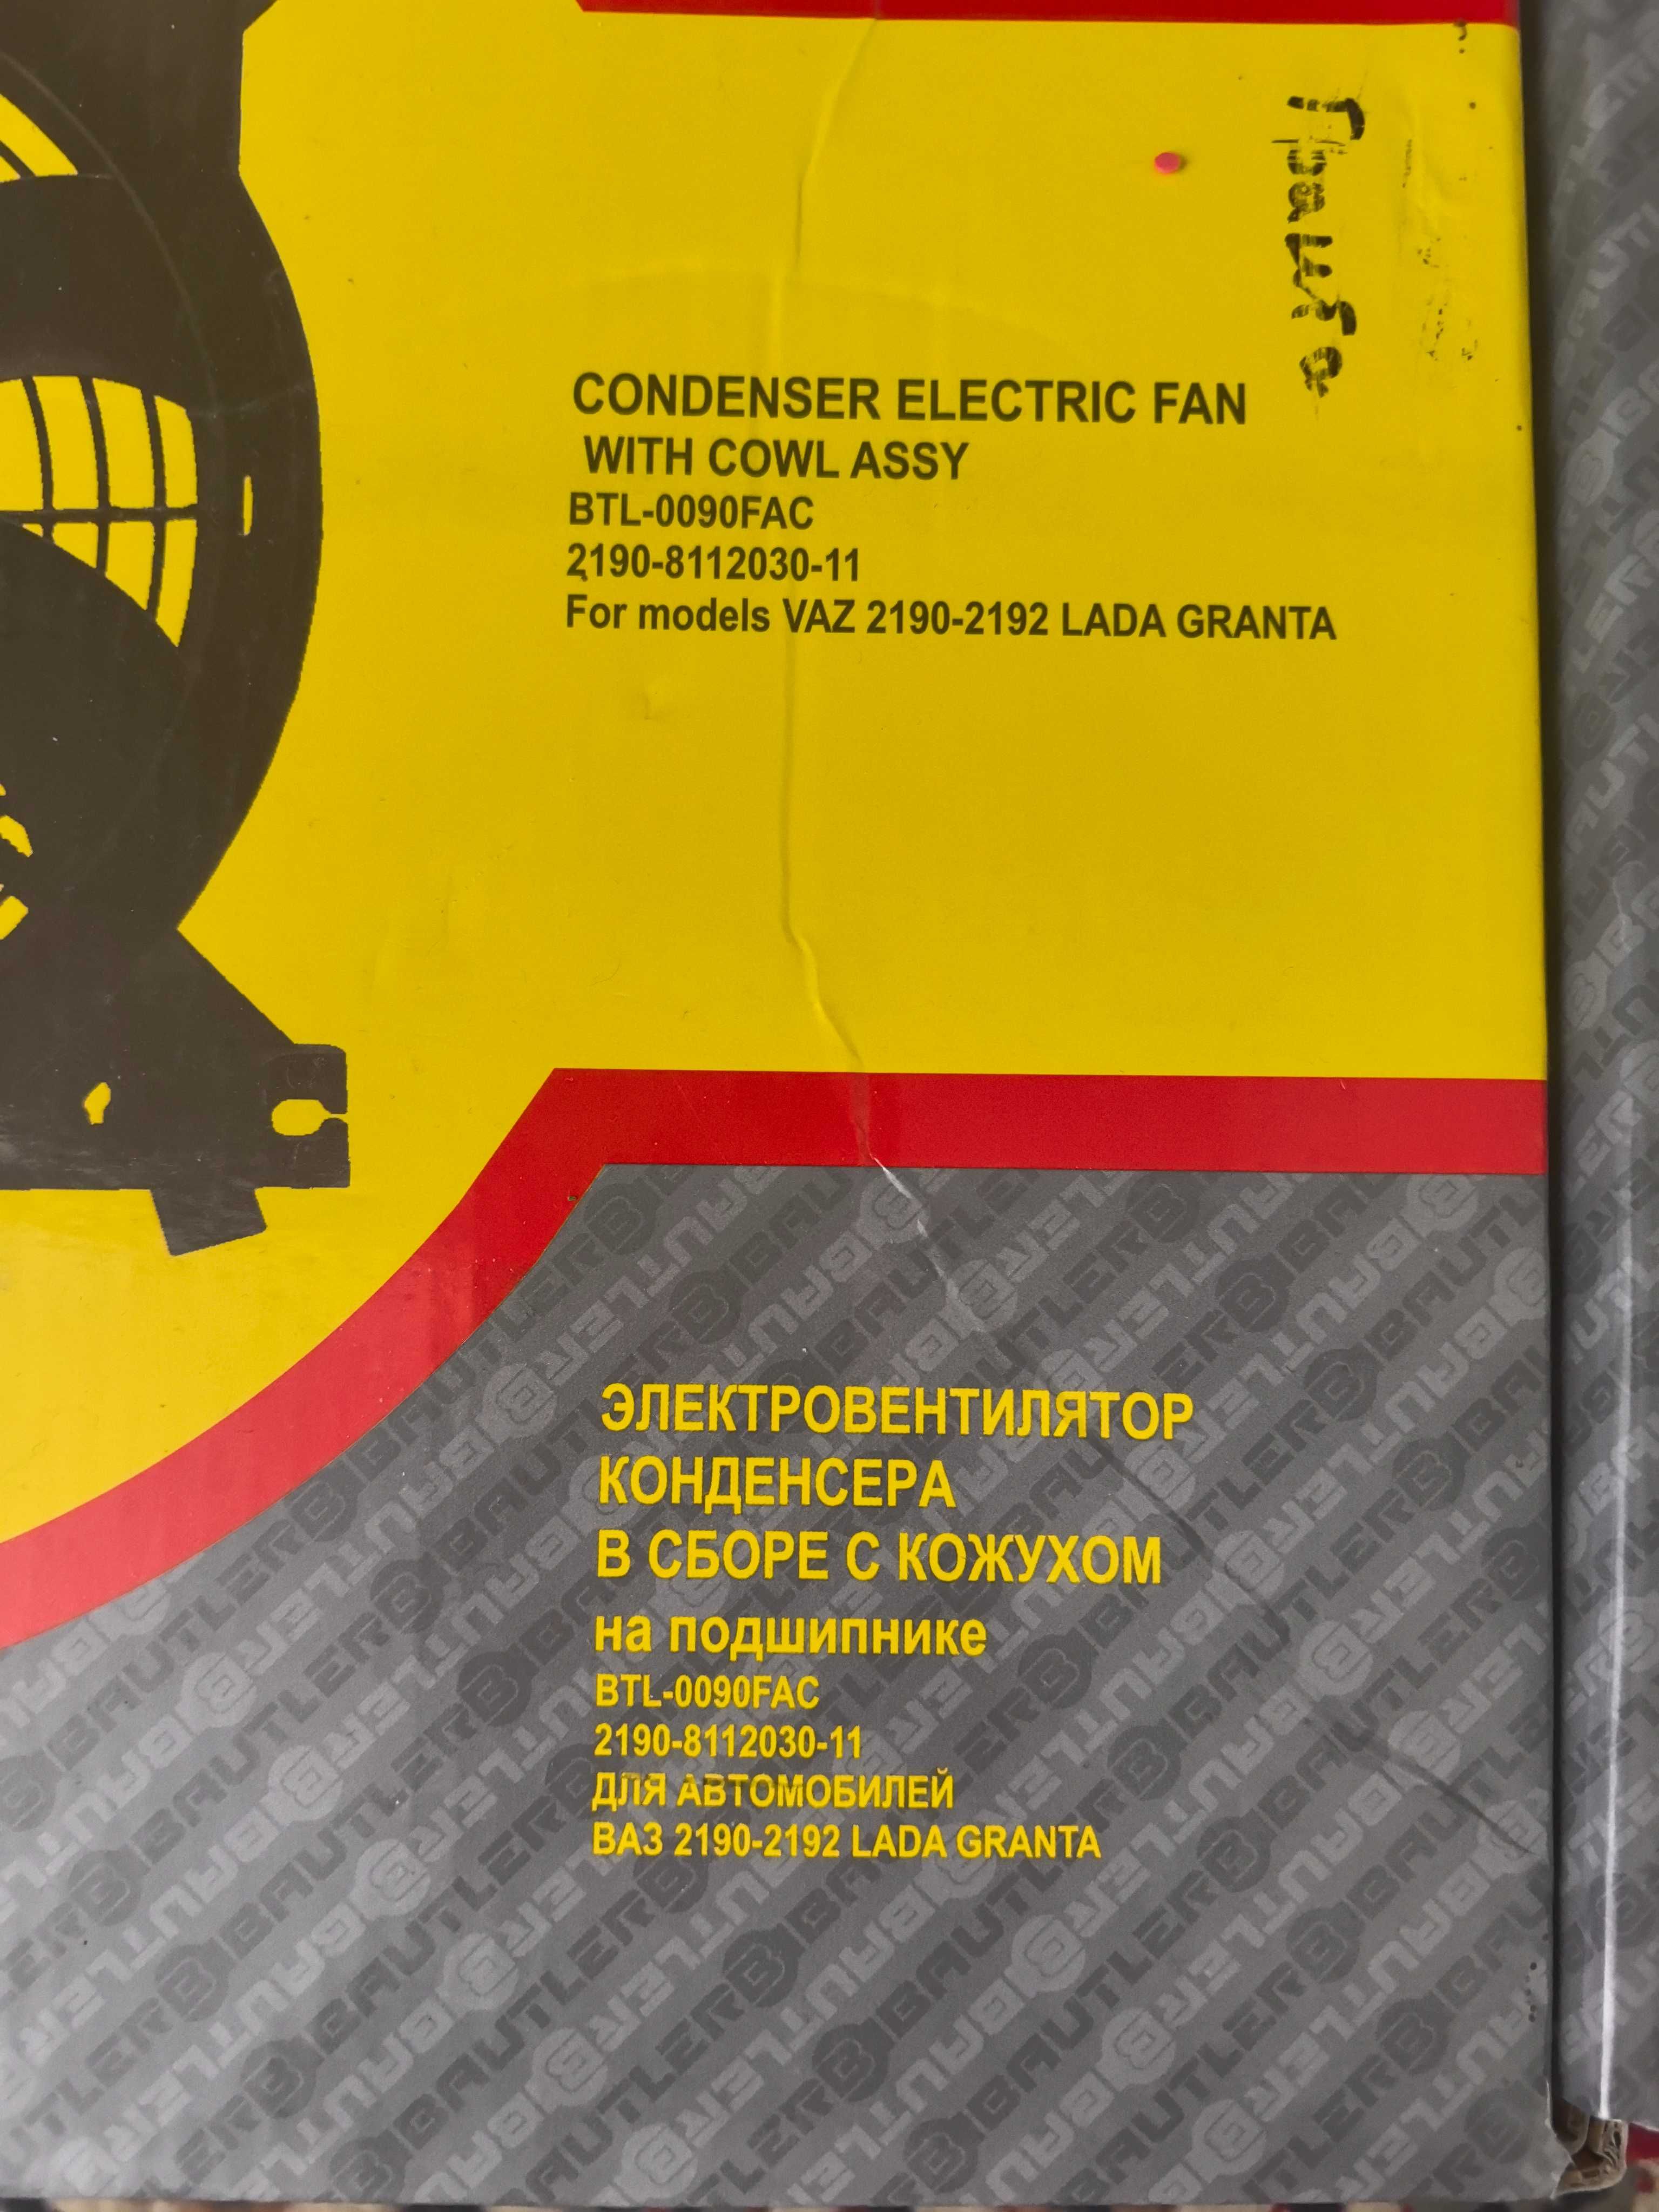 CONDENSER ELECTRIC FAN
WITH COWL ASSY
BTL-0090FAC
2190-8112030-11
For models VAZ 2190-2192 LADA GRANTA
ЭЛЕКТРОВЕНТИЛЯТОР
КОНДЕНСЕРА
В СБОРЕ С КОЖУХОМ
на подшипнике
BTL-0090FAC
2190-8112030-11
ДЛЯ АВТОМОБИЛЕЙ
ВАЗ 2190-2192 LADA GRANTA
BAUTLER